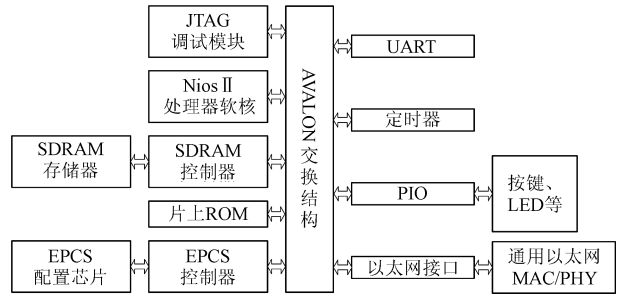 JTAG
调试模块
NiosⅡ
处理器软核
SDRAM
存储器
SDRAM
控制器
片上ROM
EPCS
配置芯片
EPCS
控制器
AVALON交换结构
UART
定时器
PIO
按键、
LED等
以太网接口
通用以太网
MAC/PHY